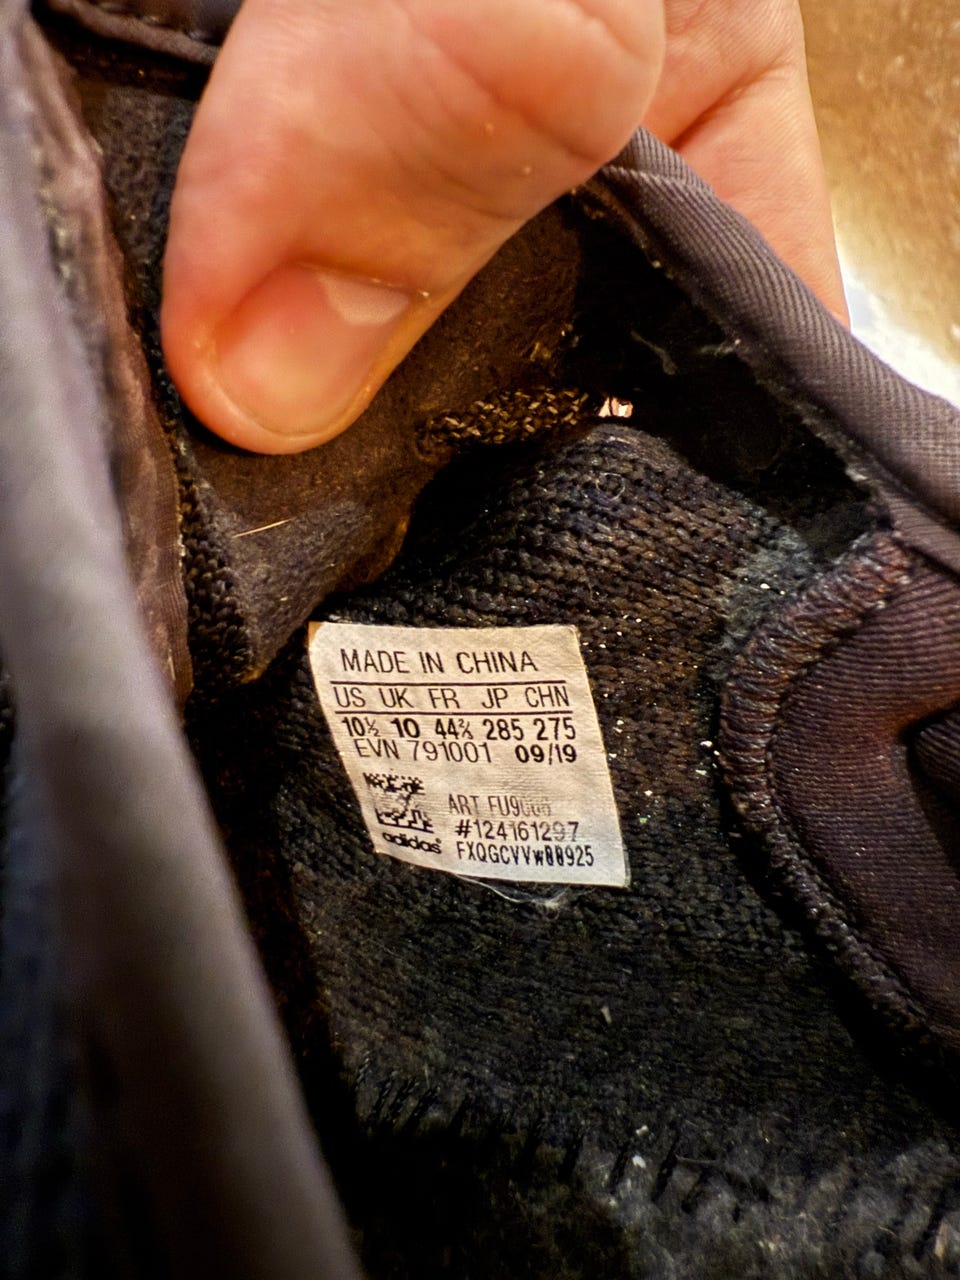 MADE IN CHINA
US UK FR JP CHN
10½ 10 44⅔ 285 275
EVN 791001 09/19
ART
#124161297
adidas